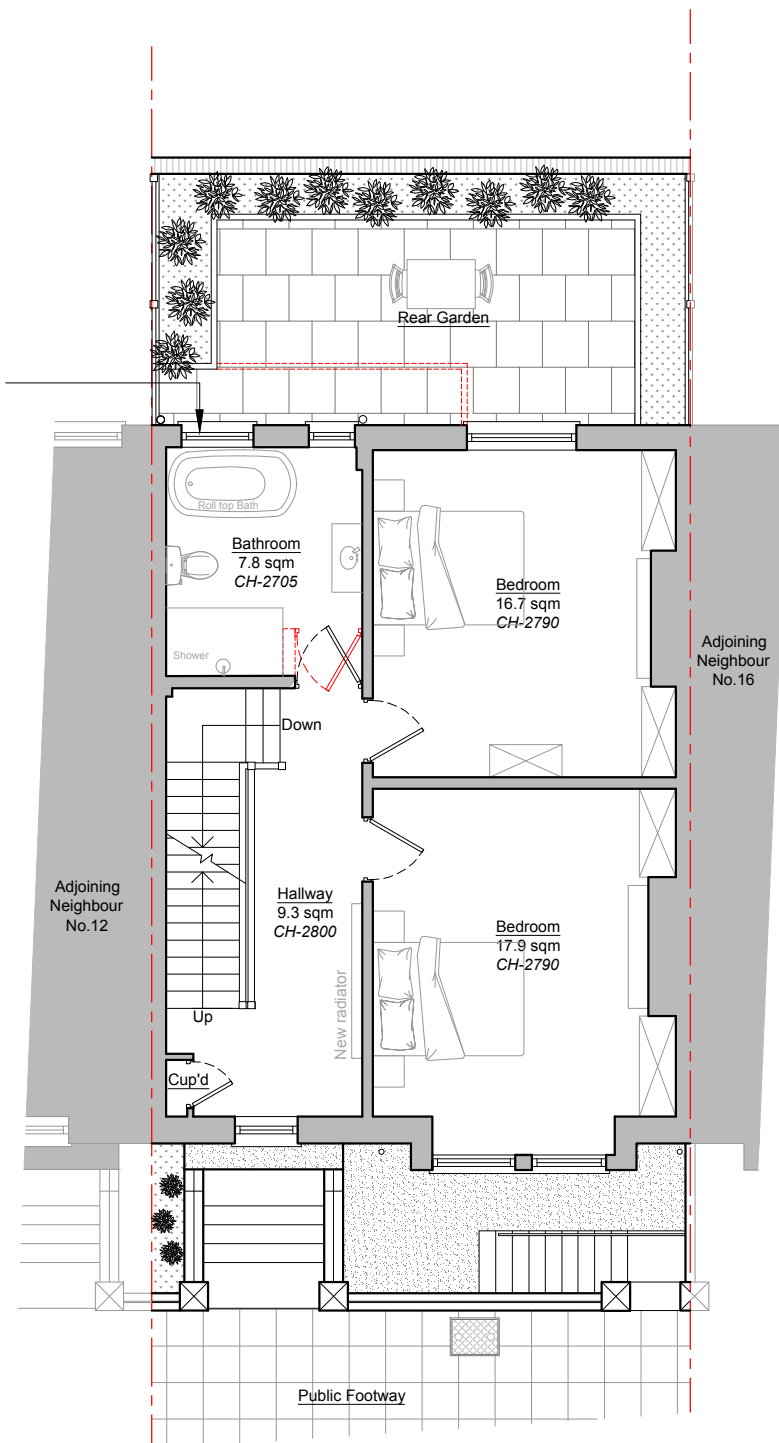 Rear Garden
Roll top Bath
Bathroom
7.8 sqm
CH-2705
Bedroom
16.7 sqm
CH-2790
Adjoining
Neighbour
No.16
Shower
Down
Adjoining
Neighbour
No.12
Hallway
9.3 sqm
CH-2800
Bedroom
17.9 sqm
CH-2790
New radiator
Up
Cup'd
Public Footway